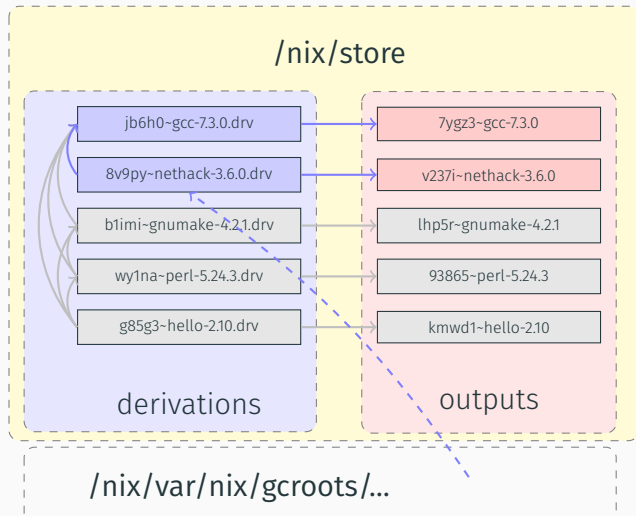 /nix/store
jb6h0~gcc-7.3.0.drv
7ygz3~gcc-7.3.0
8v9py~nethack-3.6.0.drv
v237i~nethack-3.6.0
b1imi~gnumake-4.2.1.drv
lhp5r~gnumake-4.2.1
wy1na~perl-5.24.3.drv
93865~perl-5.24.3
g85g3~hello-2.10.drv
kmwd1~hello-2.10
derivations
outputs
/nix/var/nix/gcroots/...